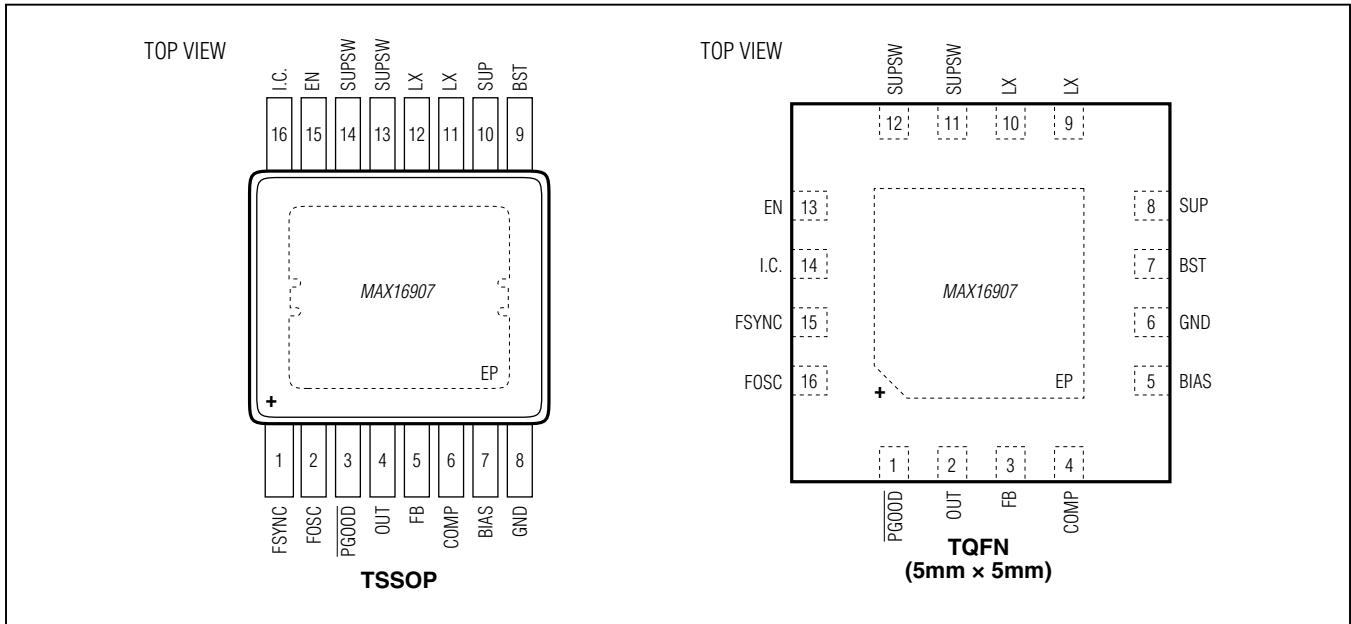 TOP VIEW
I.C.
EN
SUPSW
SUPSW
LX
LX
SUP
BST
16
15
14
13
12
11
10
9
MAX16907
EP
+
1
2
3
4
5
6
7
8
FSYNC
FOSC
PGOOD
OUT
FB
COMP
BIAS
GND
TSSOP
TOP VIEW
SUPSW
SUPSW
LX
LX
12
11
10
9
EN 13
8 SUP
I.C. 14
7 BST
MAX16907
FSYNC 15
6 GND
FOSC 16
5 BIAS
EP
+
1
2
3
4
PGOOD
OUT
FB
COMP
TQFN
(5mm × 5mm)